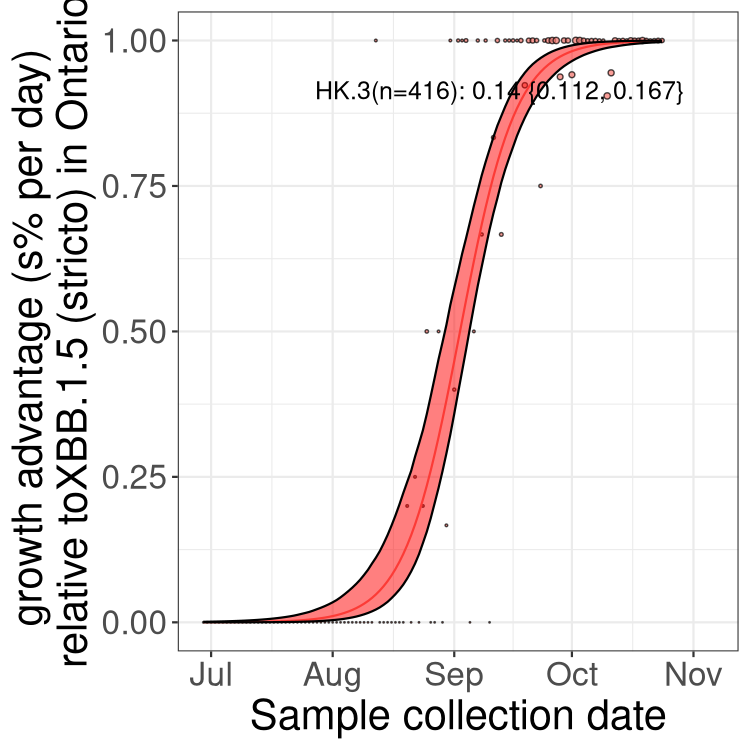 growth advantage (s% per day)
relative toXBB.1.5 (stricto) in Ontario
1.00
HK.3(n=416): 0.14 {0.112, 0.167}
0.75
0.50
0.25
0.00
Jul Aug Sep Oct Nov
Sample collection date